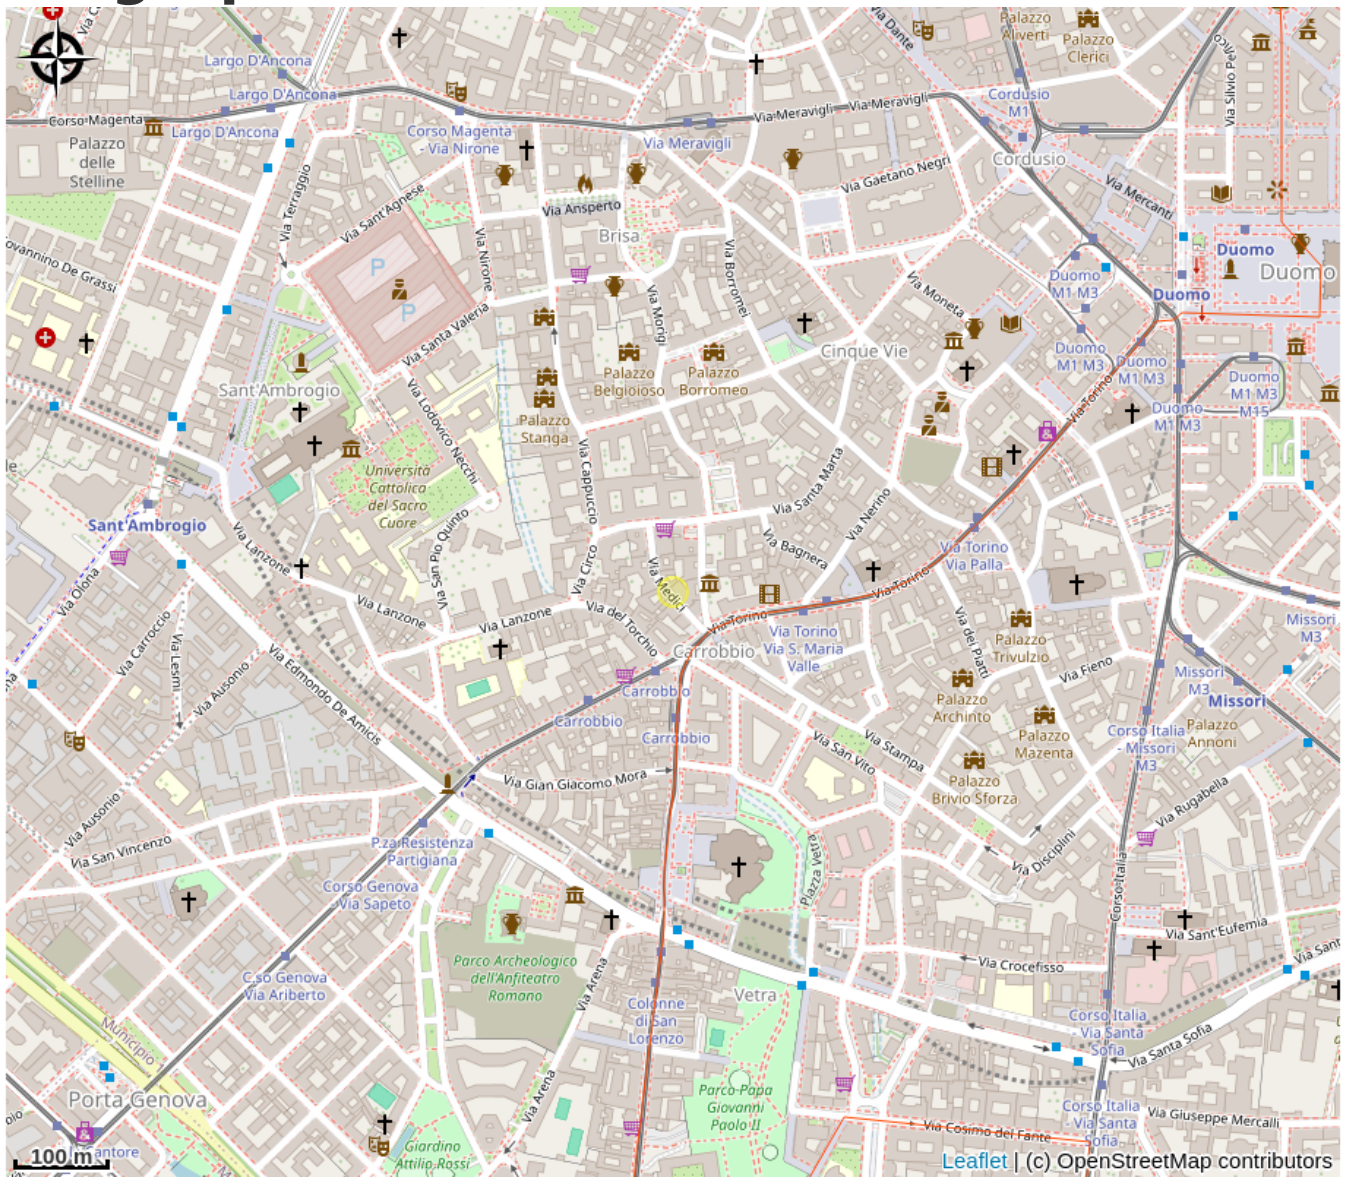 Largo D'Ancona
Largo D'Ancona
Largo D'Ancona
Corso Magenta
Palazzo
delle
Stelline
Corso Magenta
- Via Nirone
Via Meravigli
Via Meravigli
Via Meravigli
Via Dante
Palazzo
Aliverti
Palazzo
Clerici
Cordusio
M1
Cordusio
Via Silvio Pellico
Via Mercanti
Via Gaetano Negri
Via Terraggio
Via Sant'Agnese
Via Ansperto
Brisa
Via Nirone
Via Borromei
Via Morigi
Via Moneta
Duomo
M1 M3
Duomo
Duomo
Duomo
P
P
Via Santa Valeria
Sant'Ambrogio
Via Lodovico Necchi
Palazzo
Belgioioso
Palazzo
Borromeo
Cinque Vie
Duomo
M1 M3
Duomo
M1 M3
Duomo
M1 M3
M15
Duomo
M1 M3
Via Torino
Palazzo
Stanga
Via Cappuccio
Università
Cattolica
del Sacro
Cuore
Via San Pio Quinto
Via Santa Marta
Via Nerino
Via Bagnera
Sant'Ambrogio
Via Lanzone
Via Olona
Via Circo
Via Medici
Via Torino
Via Palla
Via Torino
Via Torino
Via Lanzone
Via Lanzone
Via del Torchio
Via Torino
Via S. Maria
Valle
Carrobbio
Via dei Piatti
Palazzo
Trivulzio
Via Fieno
Missori
M3
Missori
M3
Missori
Via Carroccio
Via Lesmi
Via Ausonio
Via Edmondo De Amicis
Carrobbio
Carrobbio
Carrobbio
Palazzo
Archinto
Palazzo
Mazenta
Corso Italia
- Missori
M3
Palazzo
Annoni
Via San Vito
Via Stampa
Via Gian Giacomo Mora
Palazzo
Brivio Sforza
Via Rugabella
Via Ausonio
Via San Vincenzo
P.za Resistenza
Partigiana
Corso Genova
- Via Sapeto
Piazza Vetra
Via Disciplini
Corso Italia
Via Sant'Eufemia
Parco Archeologico
dell'Anfiteatro
Romano
Via Arena
C.so Genova
Via Ariberto
Via Crocefisso
Vetra
Colonne
di San
Lorenzo
Corso Italia
- Via Santa
Sofia
Via Santa Sofia
Municipio
Porta Genova
Via Arena
Parco Papa
Giovanni
Paolo II
Corso Italia
Via Santa
Sofia
Via Giuseppe Mercalli
Via Cosimo del Fante
Giardino
Attilio Rossi
100 m
Leaflet | (c) OpenStreetMap contributors